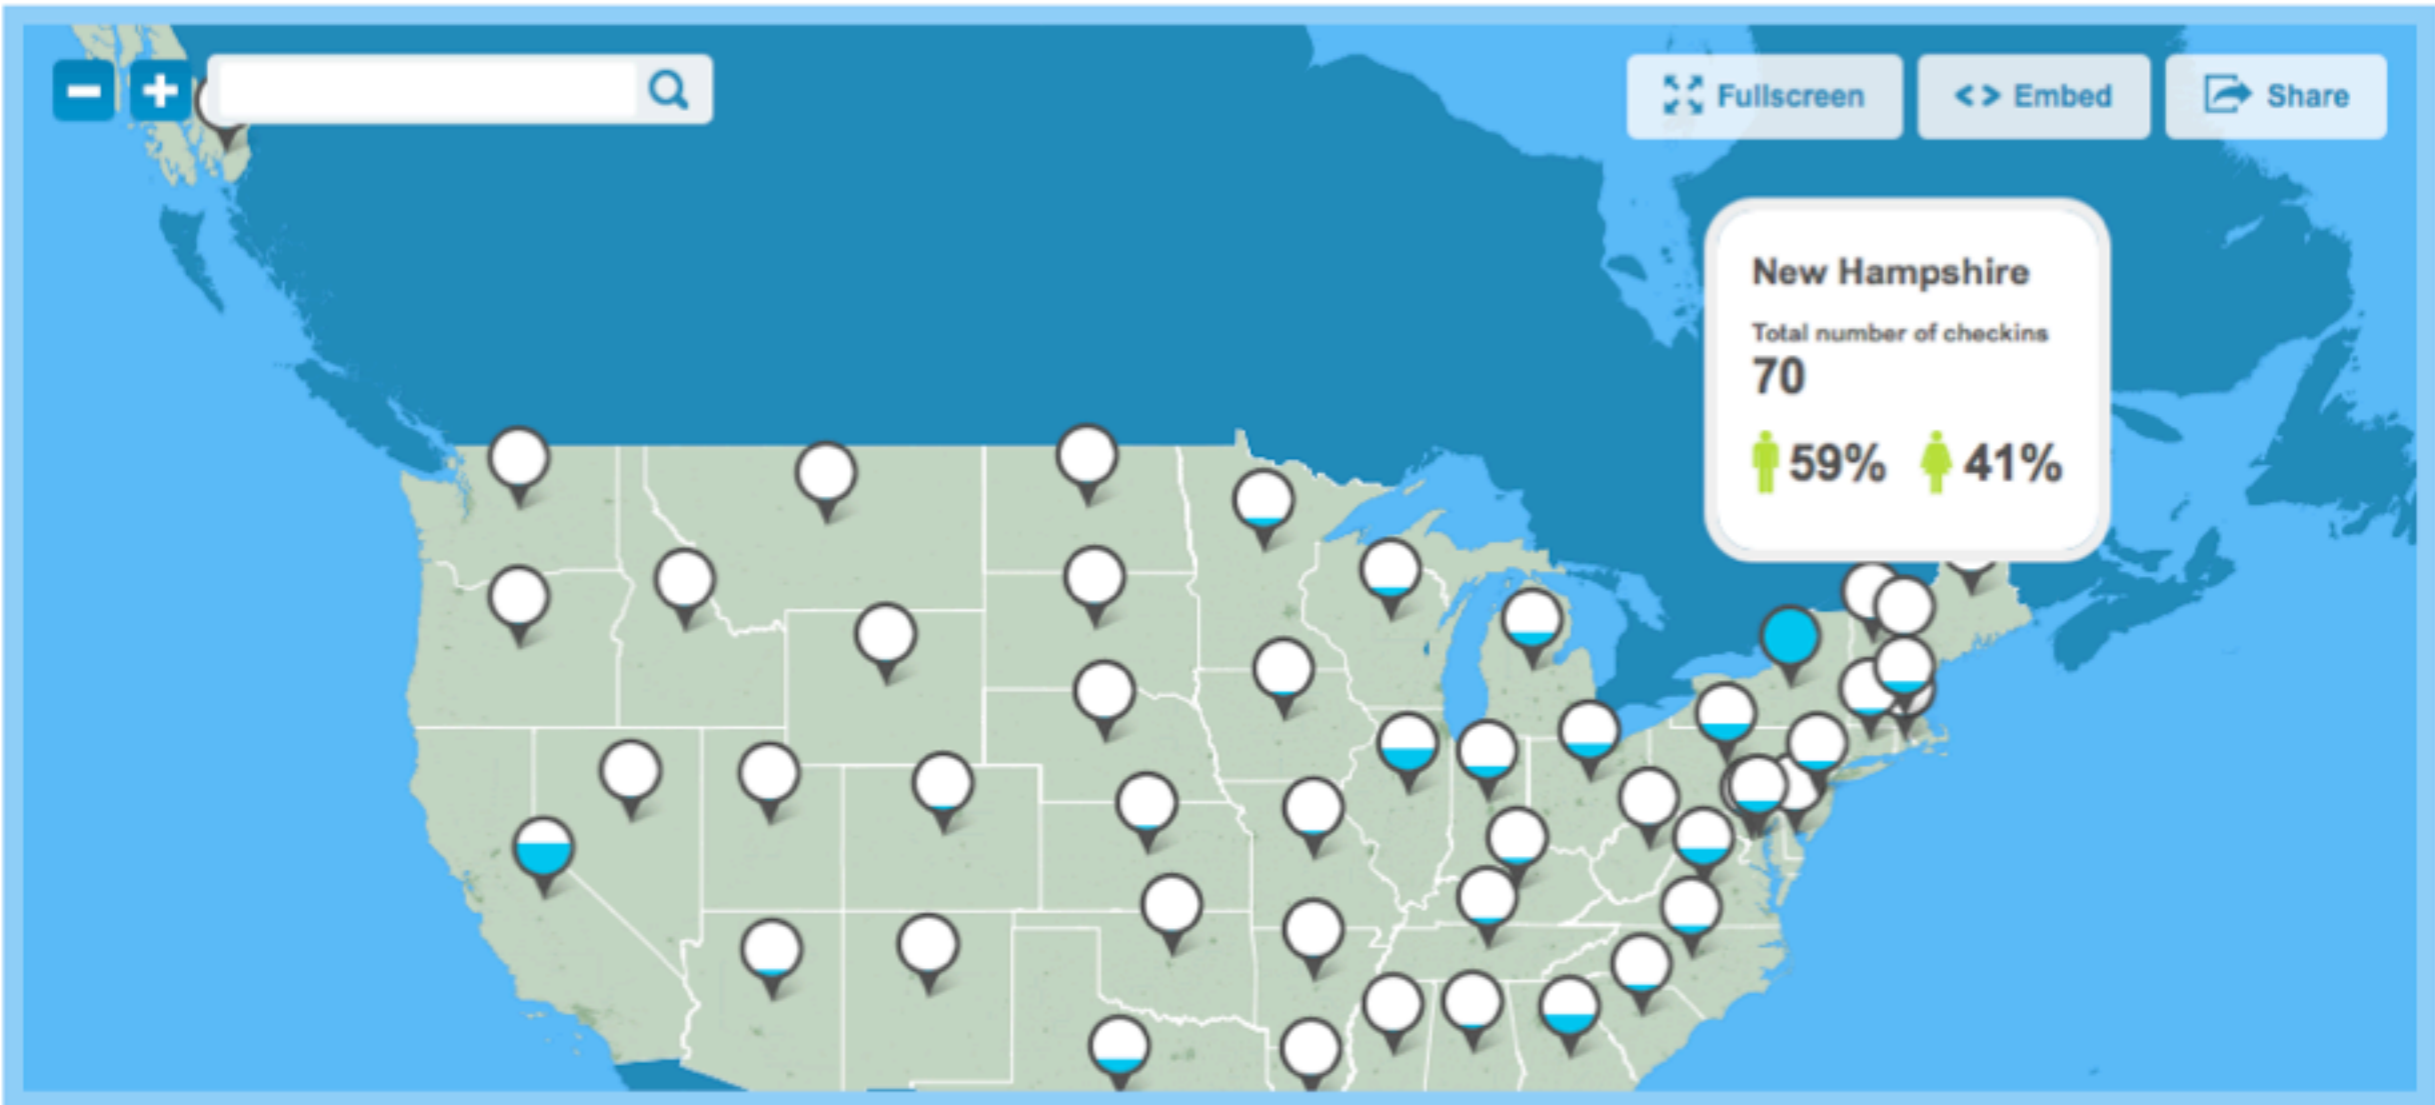 Fullscreen
Embed
Share
New Hampshire
Total number of checkins
70
59% 41%